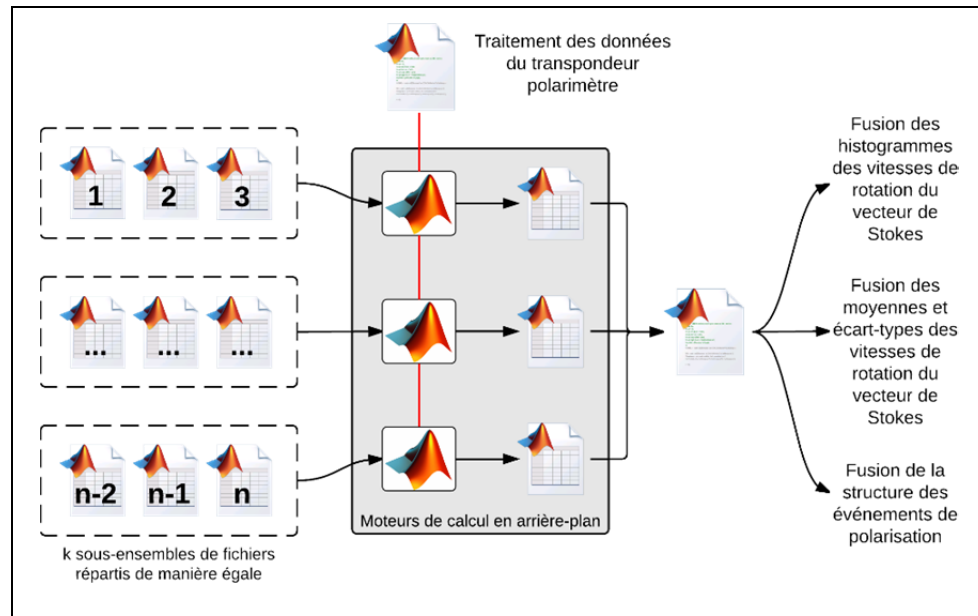 Traitement des données
du transpondeur
polarimètre
1
2
3
...
...
...
n-2
n-1
n
k sous-ensembles de fichiers
répartis de manière égale
Moteurs de calcul en arrière-plan
Fusion des
histogrammes
des vitesses de
rotation du
vecteur de
Stokes
Fusion des
moyennes et
écart-types des
vitesses de
rotation du
vecteur de
Stokes
Fusion de la
structure des
événements de
polarisation